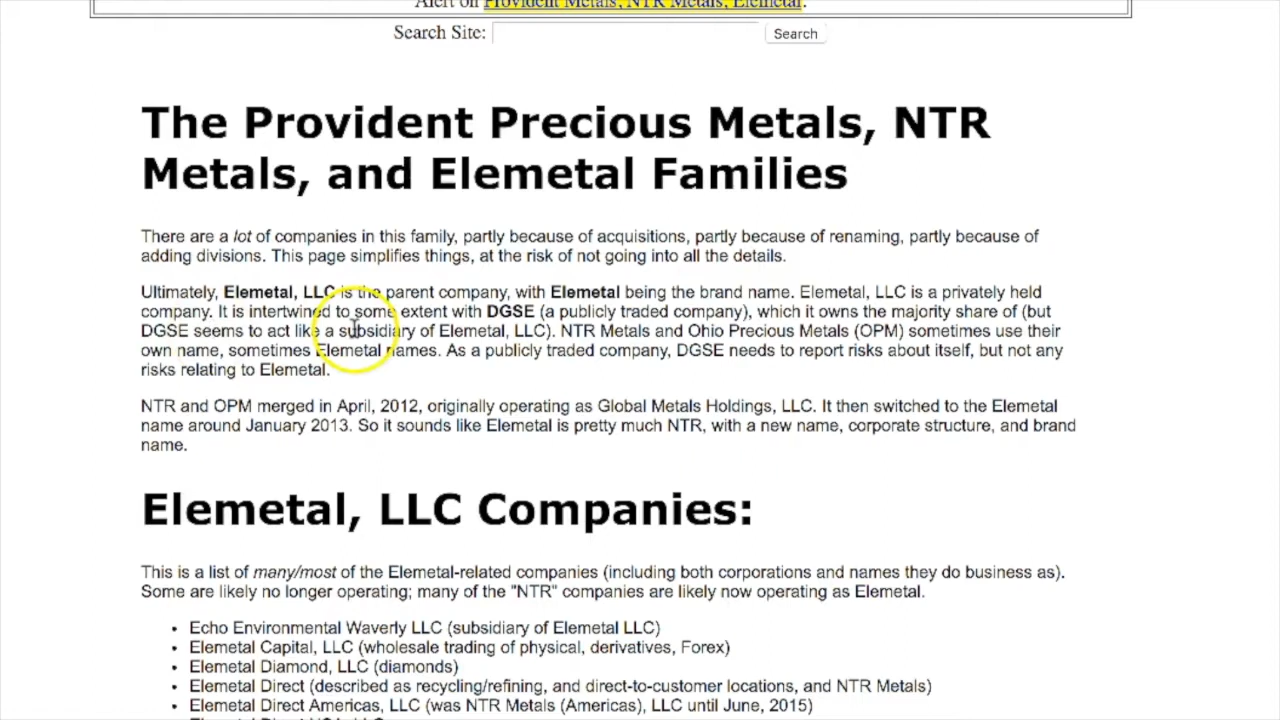 Alert on Provident Metals, NTR Metals, Elemetal.
Search Site:
Search
The Provident Precious Metals, NTR
Metals, and Elemetal Families
There are a lot of companies in this family, partly because of acquisitions, partly because of renaming, partly because of
adding divisions. This page simplifies things, at the risk of not going into all the details.
Ultimately, Elemetal, LLC is the parent company, with Elemetal being the brand name. Elemetal, LLC is a privately held
company. It is intertwined to some extent with DGSE (a publicly traded company), which it owns the majority share of (but
DGSE seems to act like a subsidiary of Elemetal, LLC). NTR Metals and Ohio Precious Metals (OPM) sometimes use their
own name, sometimes Elemetal names. As a publicly traded company, DGSE needs to report risks about itself, but not any
risks relating to Elemetal.
NTR and OPM merged in April, 2012, originally operating as Global Metals Holdings, LLC. It then switched to the Elemetal
name around January 2013. So it sounds like Elemetal is pretty much NTR, with a new name, corporate structure, and brand
name.
Elemetal, LLC Companies:
This is a list of many/most of the Elemetal-related companies (including both corporations and names they do business as).
Some are likely no longer operating; many of the "NTR" companies are likely now operating as Elemetal.
• Echo Environmental Waverly LLC (subsidiary of Elemetal LLC)
• Elemetal Capital, LLC (wholesale trading of physical, derivatives, Forex)
• Elemetal Diamond, LLC (diamonds)
• Elemetal Direct (described as recycling/refining, and direct-to-customer locations, and NTR Metals)
• Elemetal Direct Americas, LLC (was NTR Metals (Americas), LLC until June, 2015)